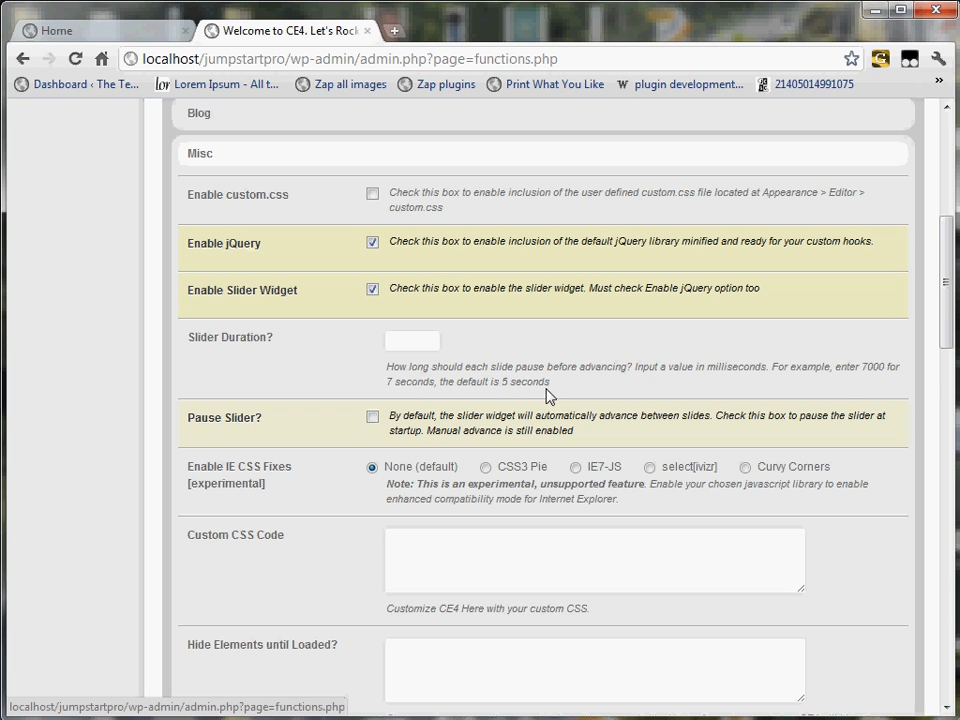 Home
Welcome to CE4. Let's Rock
localhost/jumpstartpro/wp-admin/admin.php?page=functions.php
Dashboard ‹ The Te... Lorem Ipsum - All t... Zap all images Zap plugins Print What You Like plugin development... 21405014991075 »
Blog
Misc
Enable custom.css
Check this box to enable inclusion of the user defined custom.css file located at Appearance > Editor >
custom.css
Enable jQuery
Check this box to enable inclusion of the default jQuery library minified and ready for your custom hooks.
Enable Slider Widget
Check this box to enable the slider widget. Must check Enable jQuery option too
Slider Duration?
How long should each slide pause before advancing? Input a value in milliseconds. For example, enter 7000 for
7 seconds, the default is 5 seconds
Pause Slider?
By default, the slider widget will automatically advance between slides. Check this box to pause the slider at
startup. Manual advance is still enabled
Enable IE CSS Fixes
[experimental]
None (default) CSS3 Pie IE7-JS select[ivizr] Curvy Corners
Note: This is an experimental, unsupported feature. Enable your chosen javascript library to enable
enhanced compatibility mode for Internet Explorer.
Custom CSS Code
Customize CE4 Here with your custom CSS.
Hide Elements until Loaded?
localhost/jumpstartpro/wp-admin/admin.php?page=functions.php